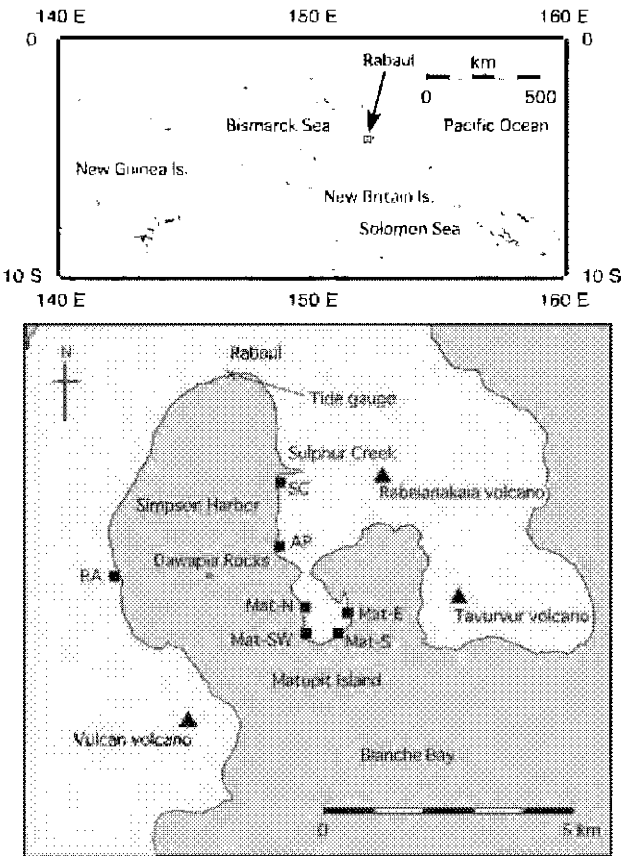 140 E 150 E 160 E
0 0
Rabaul
km
0 500
Bismarck Sea
Pacific Ocean
New Guinea Is.
New Britain Is.
Solomon Sea
10 S 10 S
140 E 150 E 160 E
N
Rabaul
Tide gauge
Sulphur Creek
SC
Rabalanakaia volcano
Simpson Harbor
AP
Dawapia Rocks
Mat-N
Mat-E
Tavurvur volcano
Mat-SW
Mat-S
Matupit Island
Vulcan volcano
Blanche Bay
0 5 km